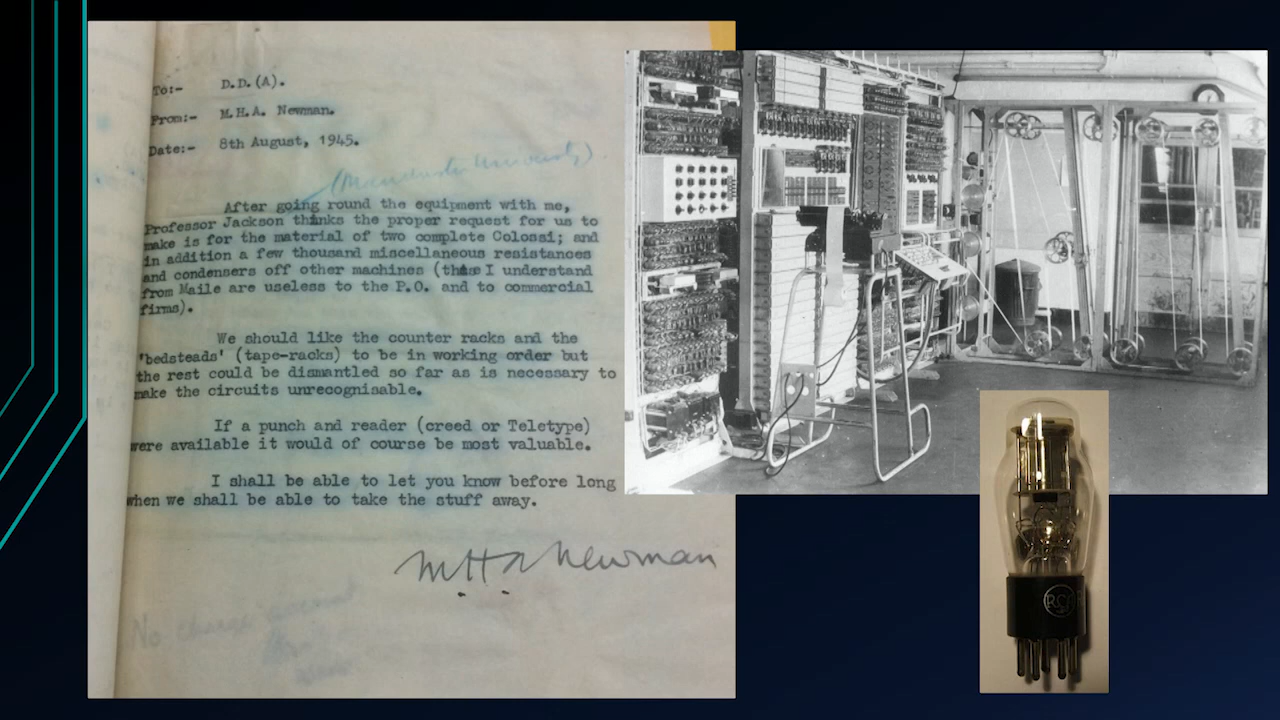 To:- D.D.(A).
From:- M.H.A. Newman.
Date:- 8th August, 1945.
(Manchester University).
After going round the equipment with me,
Professor Jackson thinks the proper request for us to
make is for the material of two complete Colossi; and
in addition a few thousand miscellaneous resistances
and condensers off other machines (these I understand
from Maile are useless to the P.O. and to commercial
firms).
We should like the counter racks and the
'bedsteads' (tape-racks) to be in working order but
the rest could be dismantled so far as is necessary to
make the circuits unrecognisable.
If a punch and reader (creed or Teletype)
were available it would of course be most valuable.
I shall be able to let you know before long
when we shall be able to take the stuff away.
MHA Newman
No charge
RCA